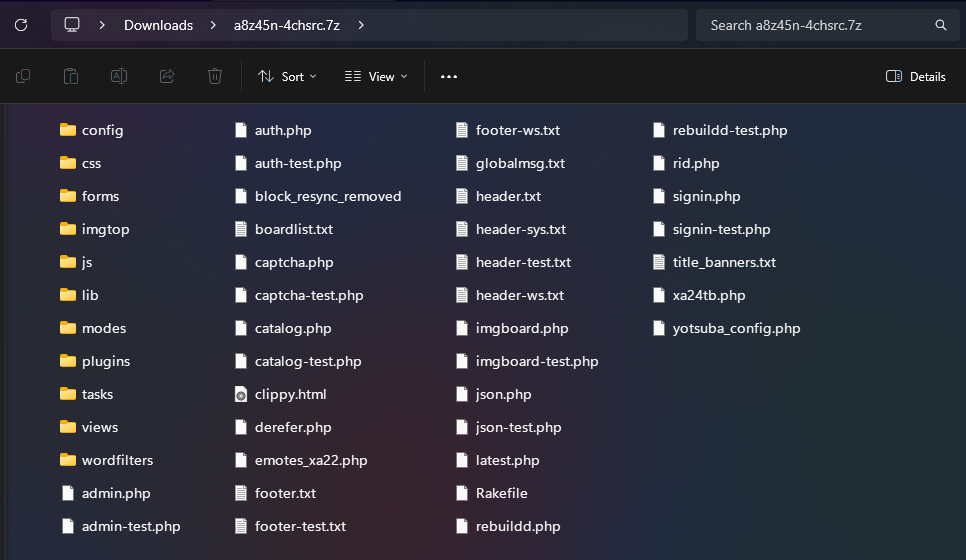 Downloads > a8z45n-4chsrc.7z >
Search a8z45n-4chsrc.7z
Sort
View
Details
config
css
forms
imgtop
js
lib
modes
plugins
tasks
views
wordfilters
admin.php
admin-test.php
auth.php
auth-test.php
block_resync_removed
boardlist.txt
captcha.php
captcha-test.php
catalog.php
catalog-test.php
clippy.html
derefer.php
emotes_xa22.php
footer.txt
footer-test.txt
footer-ws.txt
globalmsg.txt
header.txt
header-sys.txt
header-test.txt
header-ws.txt
imgboard.php
imgboard-test.php
json.php
json-test.php
latest.php
Rakefile
rebuildd.php
rebuildd-test.php
rid.php
signin.php
signin-test.php
title_banners.txt
xa24tb.php
yotsuba_config.php